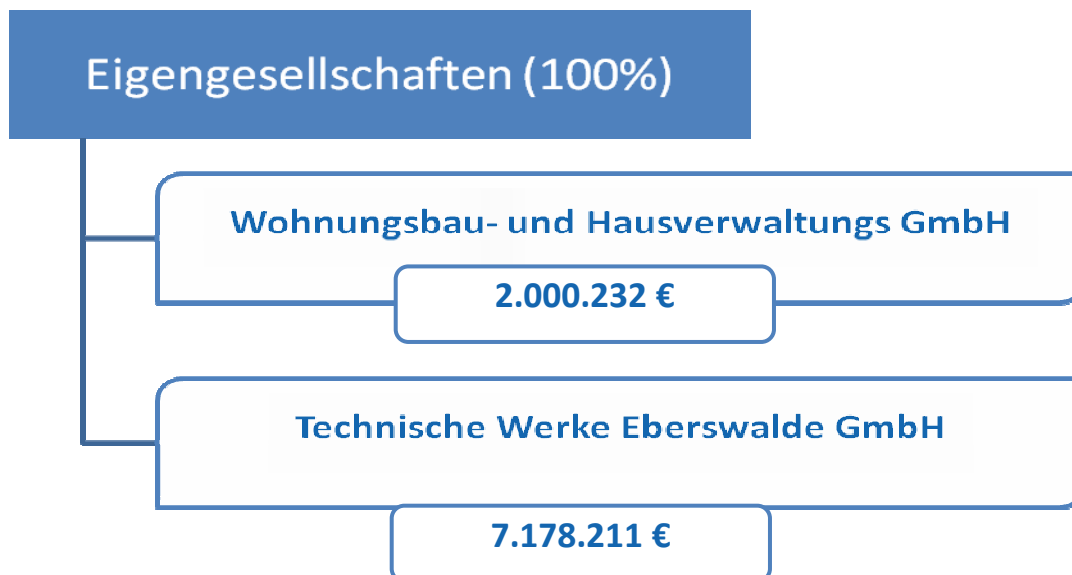 Eigengesellschaften (100%)
Wohnungsbau- und Hausverwaltungs GmbH
2.000.232 €
Technische Werke Eberswalde GmbH
7.178.211 €